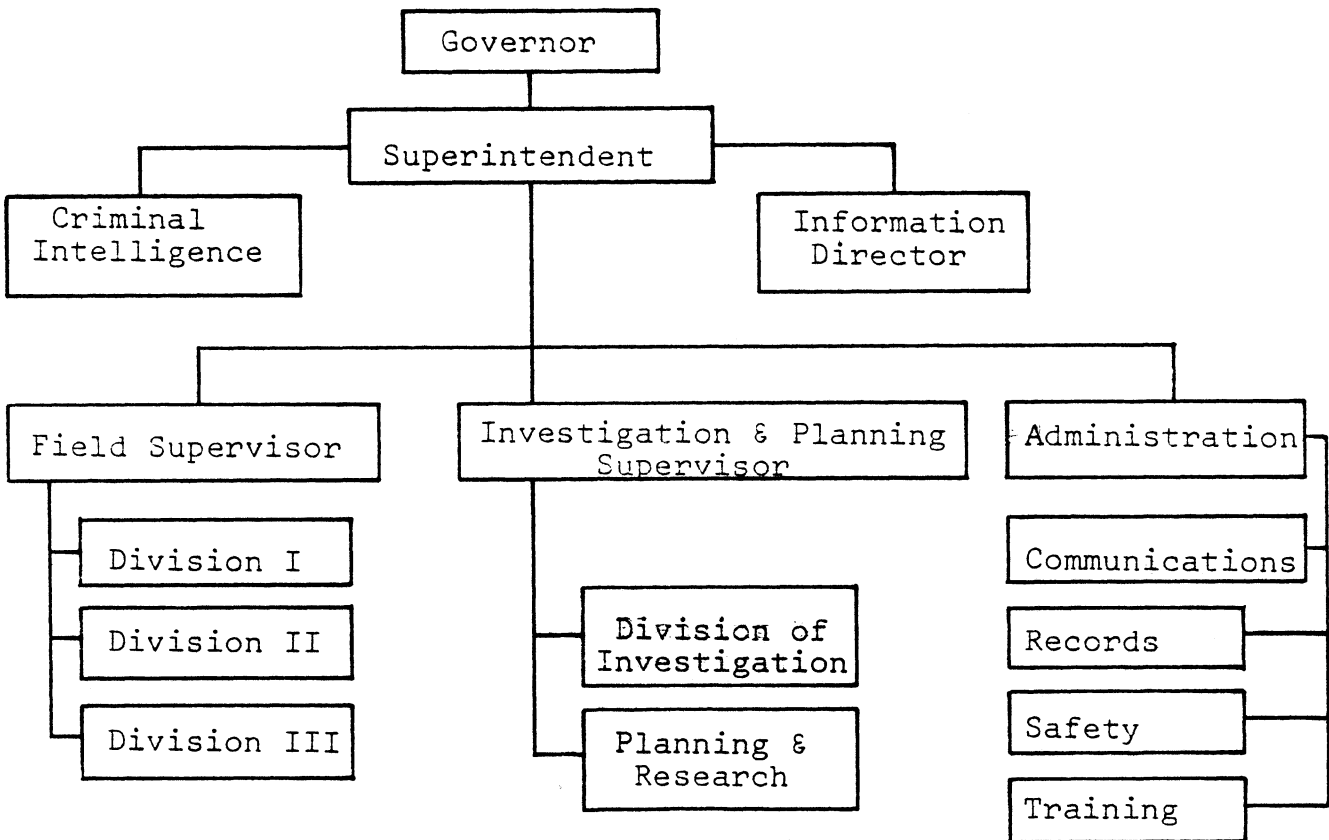 Governor
Superintendent
Criminal
Intelligence
Information
Director
Field Supervisor
Investigation & Planning
Supervisor
Administration
Division I
Division II
Division III
Division of
Investigation
Planning &
Research
Communications
Records
Safety
Training